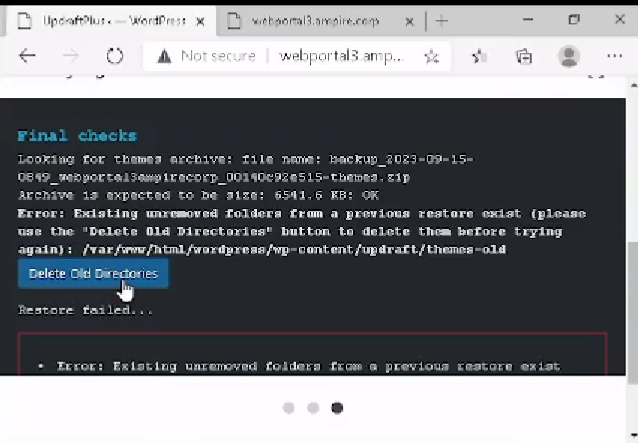 UpdraftPlus — WordPress
webportal3.ampire.corp
Not secure
webportal3.amp...
Final checks
Looking for themes archive: file name: backup_2023-09-15-
0849_webportal3ampirecorp_00140c92e515-themes.zip
Archive is expected to be size: 6541.6 KB: OK
Error: Existing unremoved folders from a previous restore exist (please
use the "Delete Old Directories" button to delete them before trying
again): /var/www/html/wordpress/wp-content/updraft/themes-old
Delete Old Directories
Restore failed...
• Error: Existing unremoved folders from a previous restore exist